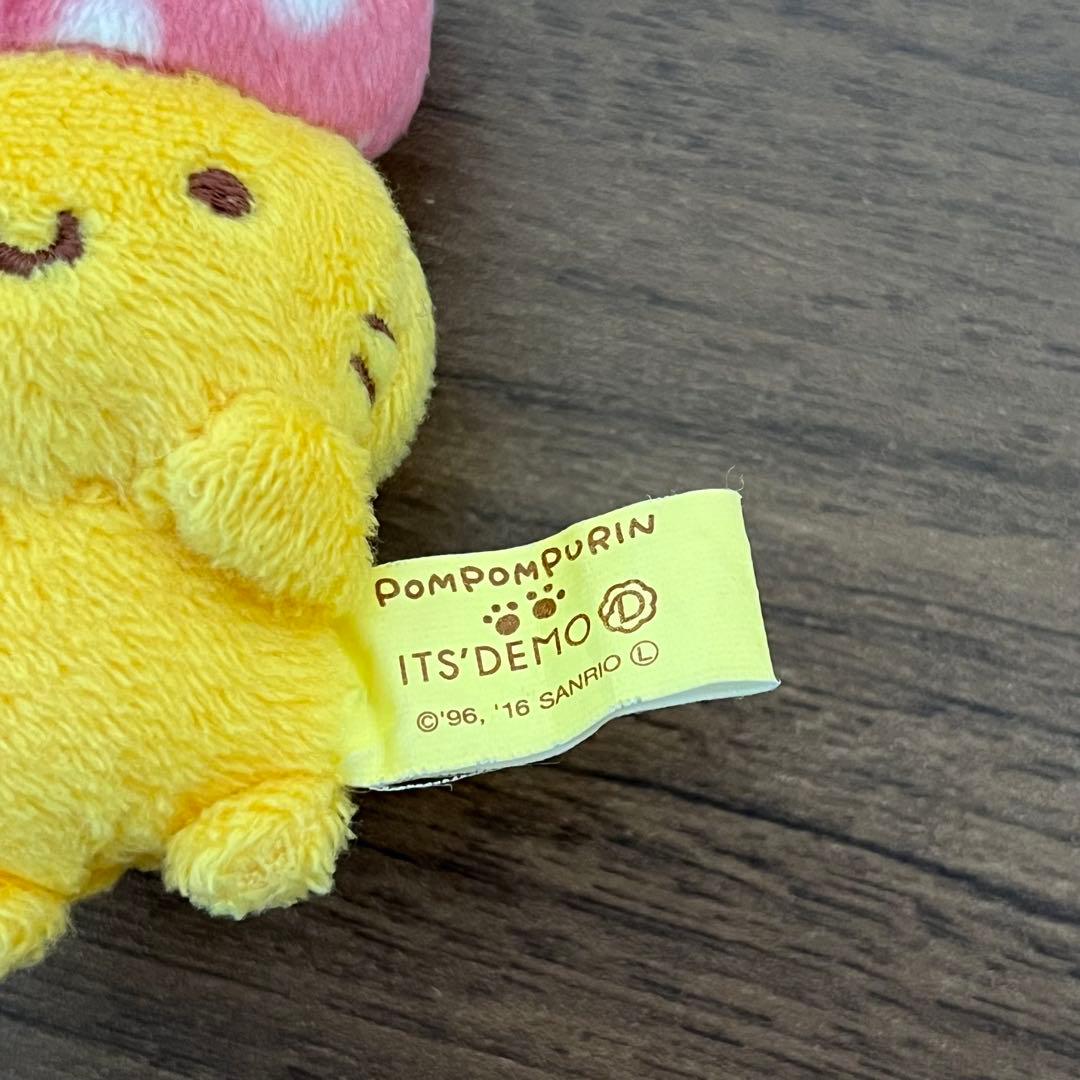 POMPOMPURIN
ITS'DEMO D
©'96, '16 SANRIO Ⓛ